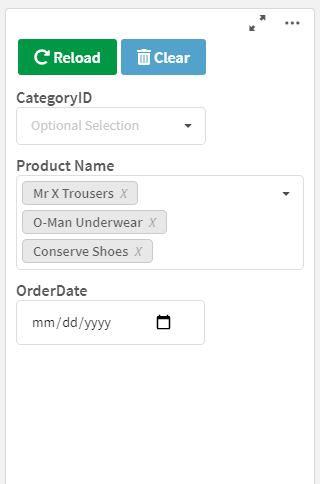 Reload Clear
CategoryID
Optional Selection
Product Name
Mr X Trousers X
O-Man Underwear X
Conserve Shoes X
OrderDate
mm/dd/yyyy